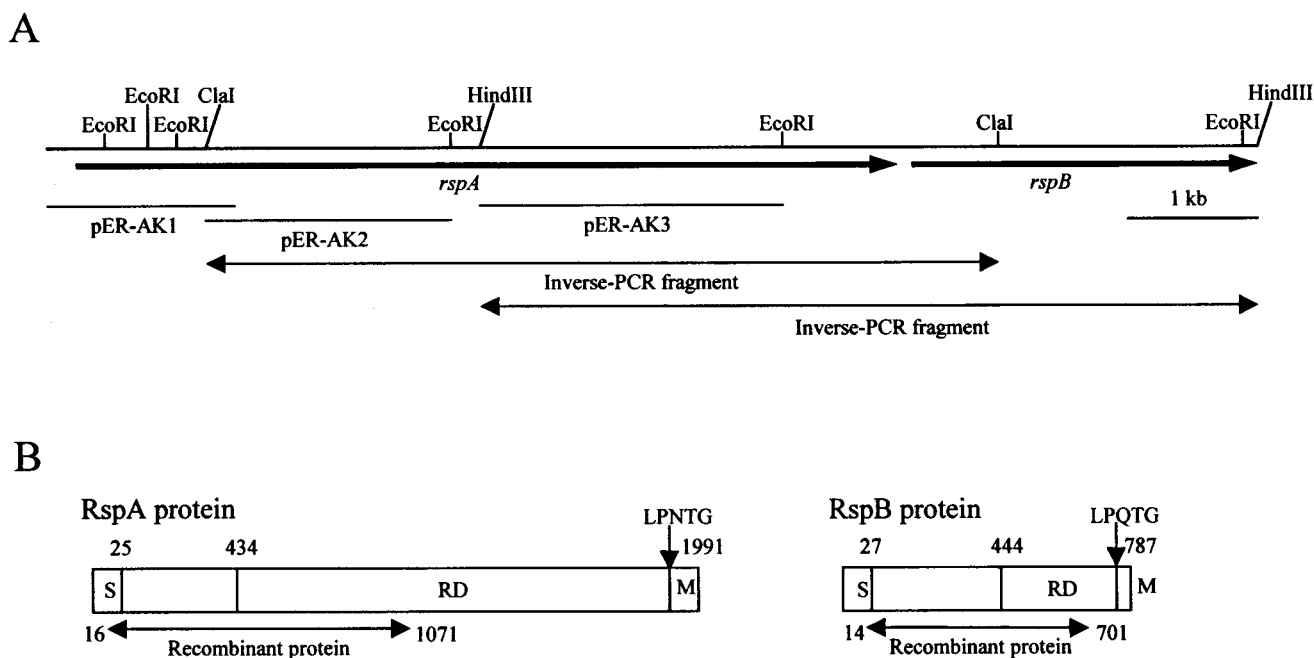 A
EcoRI ClaI HindIII HindIII
EcoRI EcoRI EcoRI EcoRI ClaI EcoRI
rspA rspB
1 kb
pER-AK1 pER-AK2 pER-AK3
Inverse-PCR fragment
Inverse-PCR fragment
B
RspA protein LPNTG RspB protein LPQTG
25 434 1991 27 444 787
S RD M S RD M
16 1071 14 701
Recombinant protein Recombinant protein